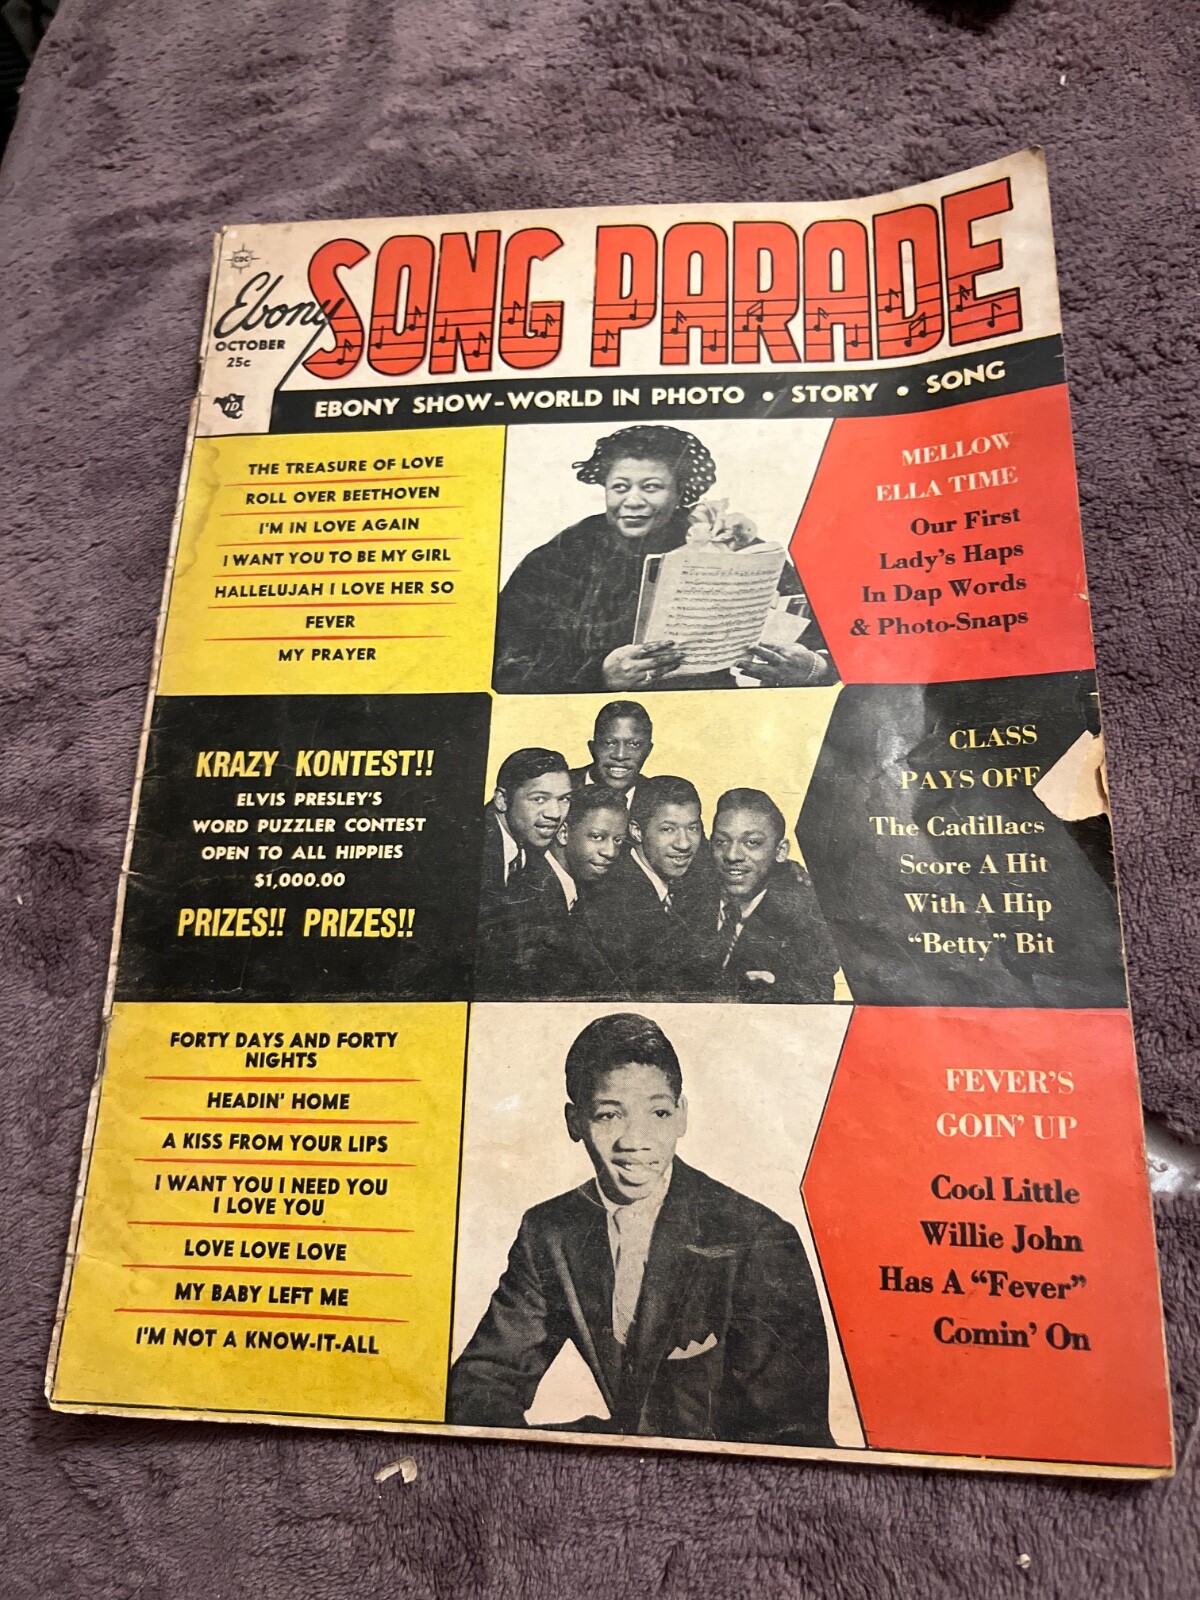 CDC
Ebony
SONG PARADE
OCTOBER
25c
ID
EBONY SHOW-WORLD IN PHOTO • STORY • SONG
THE TREASURE OF LOVE
ROLL OVER BEETHOVEN
I'M IN LOVE AGAIN
I WANT YOU TO BE MY GIRL
HALLELUJAH I LOVE HER SO
FEVER
MY PRAYER
MELLOW
ELLA TIME
Our First
Lady's Haps
In Dap Words
& Photo-Snaps
KRAZY KONTEST!!
ELVIS PRESLEY'S
WORD PUZZLER CONTEST
OPEN TO ALL HIPPIES
$1,000.00
PRIZES!! PRIZES!!
CLASS
PAYS OFF
The Cadillacs
Score A Hit
With A Hip
“Betty” Bit
FORTY DAYS AND FORTY
NIGHTS
HEADIN' HOME
A KISS FROM YOUR LIPS
I WANT YOU I NEED YOU
I LOVE YOU
LOVE LOVE LOVE
MY BABY LEFT ME
I'M NOT A KNOW-IT-ALL
FEVER'S
GOIN' UP
Cool Little
Willie John
Has A “Fever”
Comin' On